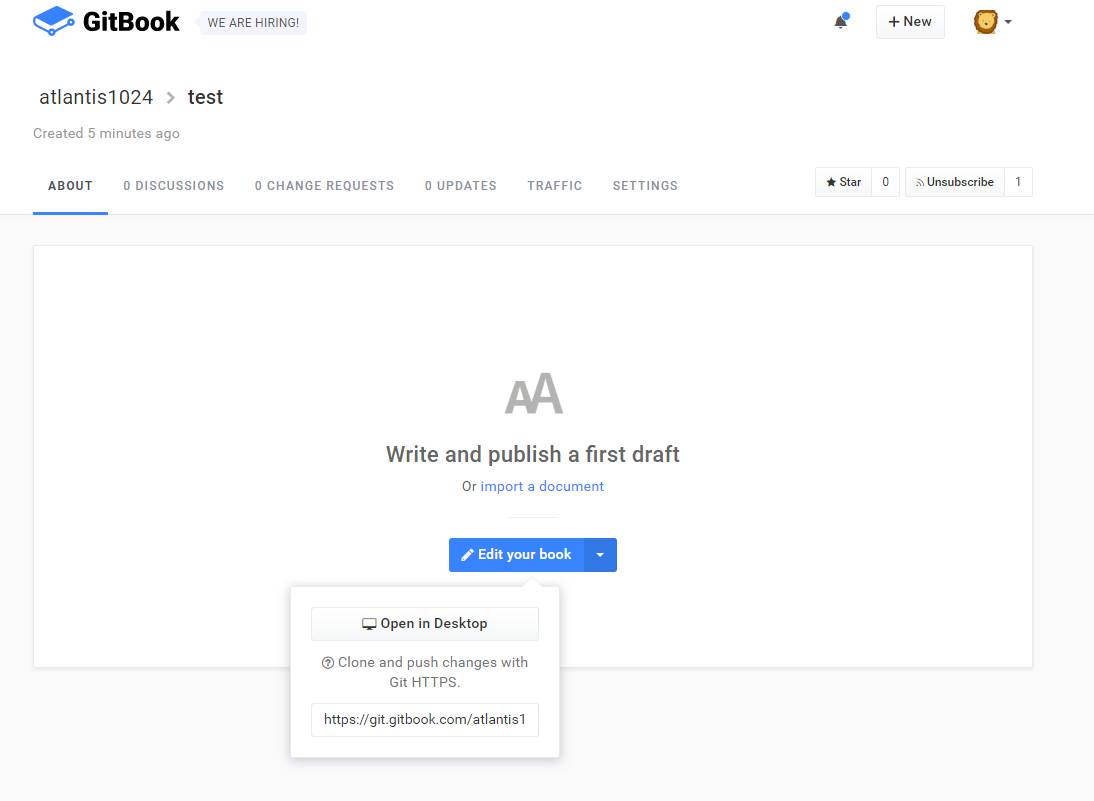 GitBook WE ARE HIRING! + New
atlantis1024 > test
Created 5 minutes ago
ABOUT 0 DISCUSSIONS 0 CHANGE REQUESTS 0 UPDATES TRAFFIC SETTINGS Star 0 Unsubscribe 1
AA
Write and publish a first draft
Or import a document
Edit your book
Open in Desktop
Clone and push changes with
Git HTTPS.
https://git.gitbook.com/atlantis1